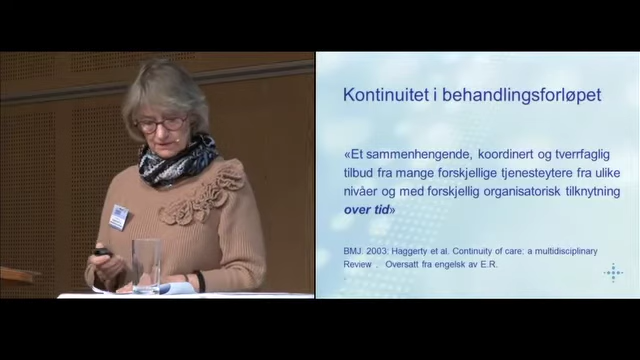 Kontinuitet i behandlingsforløpet
«Et sammenhengende, koordinert og tverrfaglig
tilbud fra mange forskjellige tjenesteytere fra ulike
nivåer og med forskjellig organisatorisk tilknytning
over tid»
BMJ. 2003: Haggerty et al. Continuity of care: a multidisciplinary
Review . Oversatt fra engelsk av E.R.